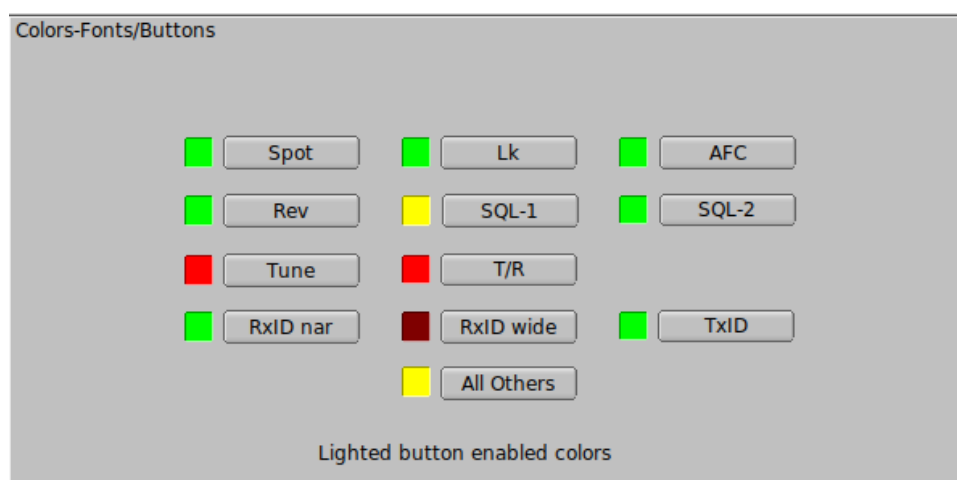 Colors-Fonts/Buttons
Spot Lk AFC
Rev SQL-1 SQL-2
Tune T/R
RxID nar RxID wide TxID
All Others
Lighted button enabled colors